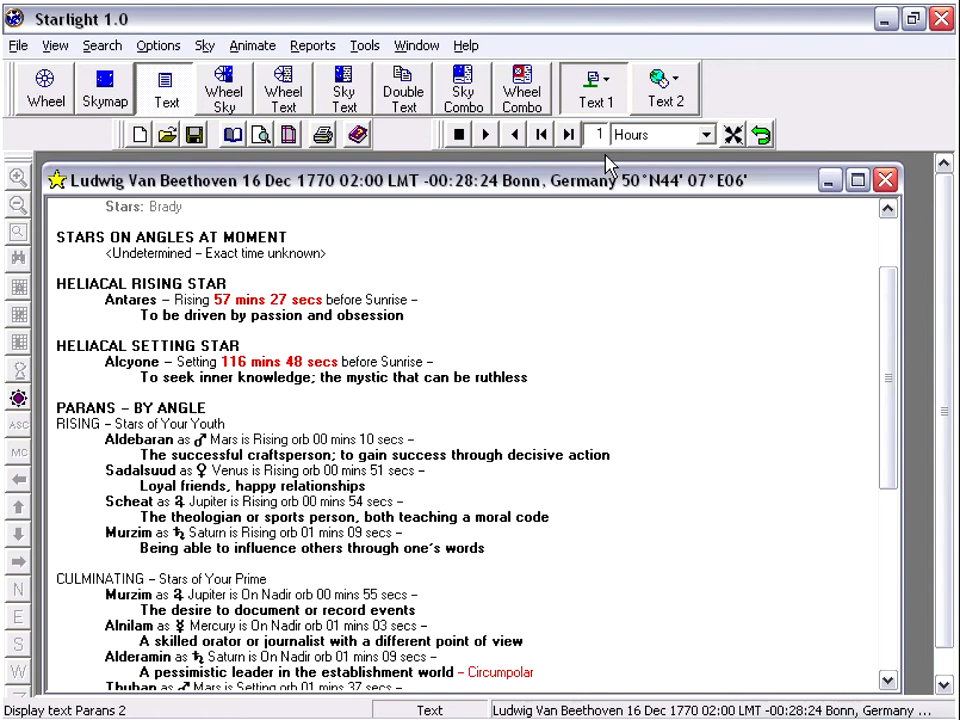 Starlight 1.0
File View Search Options Sky Animate Reports Tools Window Help
Wheel Skymap Text Wheel Sky Wheel Text Sky Text Double Text Sky Combo Wheel Combo Text 1 Text 2
1 Hours
Ludwig Van Beethoven 16 Dec 1770 02:00 LMT -00:28:24 Bonn, Germany 50°N44' 07°E06'
Stars: Brady
STARS ON ANGLES AT MOMENT
<Undetermined - Exact time unknown>
HELIACAL RISING STAR
Antares - Rising 57 mins 27 secs before Sunrise -
To be driven by passion and obsession
HELIACAL SETTING STAR
Alcyone - Setting 116 mins 48 secs before Sunrise -
To seek inner knowledge; the mystic that can be ruthless
PARANS - BY ANGLE
RISING - Stars of Your Youth
Aldebaran as ♂ Mars is Rising orb 00 mins 10 secs -
The successful craftsperson; to gain success through decisive action
Sadalsuud as ♀ Venus is Rising orb 00 mins 51 secs -
Loyal friends, happy relationships
Scheat as ♃ Jupiter is Rising orb 00 mins 54 secs -
The theologian or sports person, both teaching a moral code
Murzim as ♄ Saturn is Rising orb 01 mins 09 secs -
Being able to influence others through one's words
CULMINATING - Stars of Your Prime
Murzim as ♃ Jupiter is On Nadir orb 00 mins 55 secs -
The desire to document or record events
Alnilam as ☿ Mercury is On Nadir orb 01 mins 03 secs -
A skilled orator or journalist with a different point of view
Alderamin as ♄ Saturn is On Nadir orb 01 mins 09 secs -
A pessimistic leader in the establishment world - Circumpolar
Thuban as ♂ Mars is Setting orb 01 mins 37 secs -
ASC
MC
N
E
S
W
Display text Parans 2 Text Ludwig Van Beethoven 16 Dec 1770 02:00 LMT -00:28:24 Bonn, Germany ...